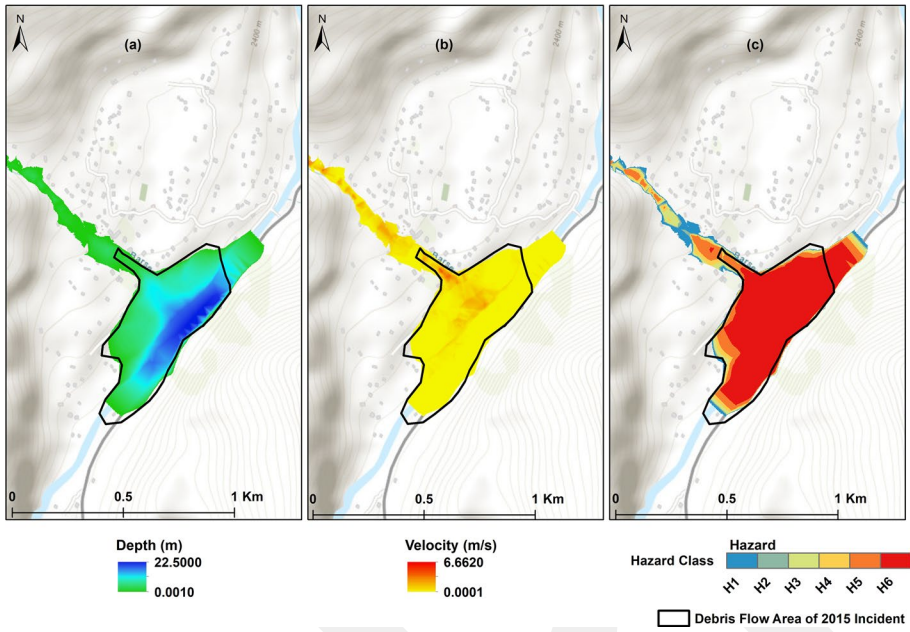 N
(a)
2400 m
0
0.5
1 Km
N
(b)
2400 m
0.5
1 Km
N
(c)
2400 m
0
0.5
1 Km
Depth (m)
22.5000
0.0010
Velocity (m/s)
6.6620
0.0001
Hazard
Hazard Class
H1
H2
H3
H4
H5
H6
Debris Flow Area of 2015 Incident